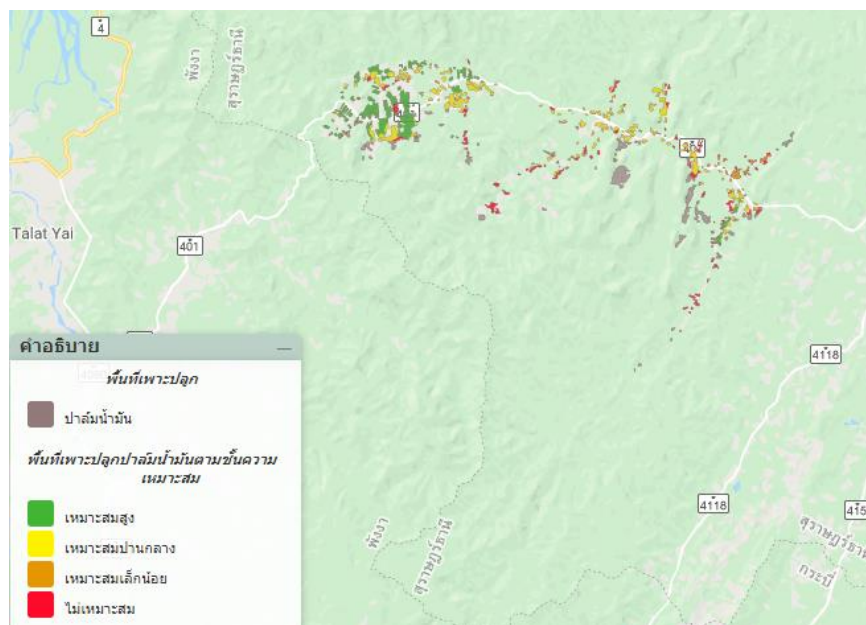 4
พังงา
สุราษฎร์ธานี
Talat Yai
401
4118
4118
415
พังงา
สุราษฎร์ธานี
สุราษฎร์ธานี
กระบี่
คำอธิบาย
พื้นที่เพาะปลูก
ปาล์มน้ำมัน
พื้นที่เพาะปลูกปาล์มน้ำมันตามชั้นความ
เหมาะสม
เหมาะสมสูง
เหมาะสมปานกลาง
เหมาะสมเล็กน้อย
ไม่เหมาะสม